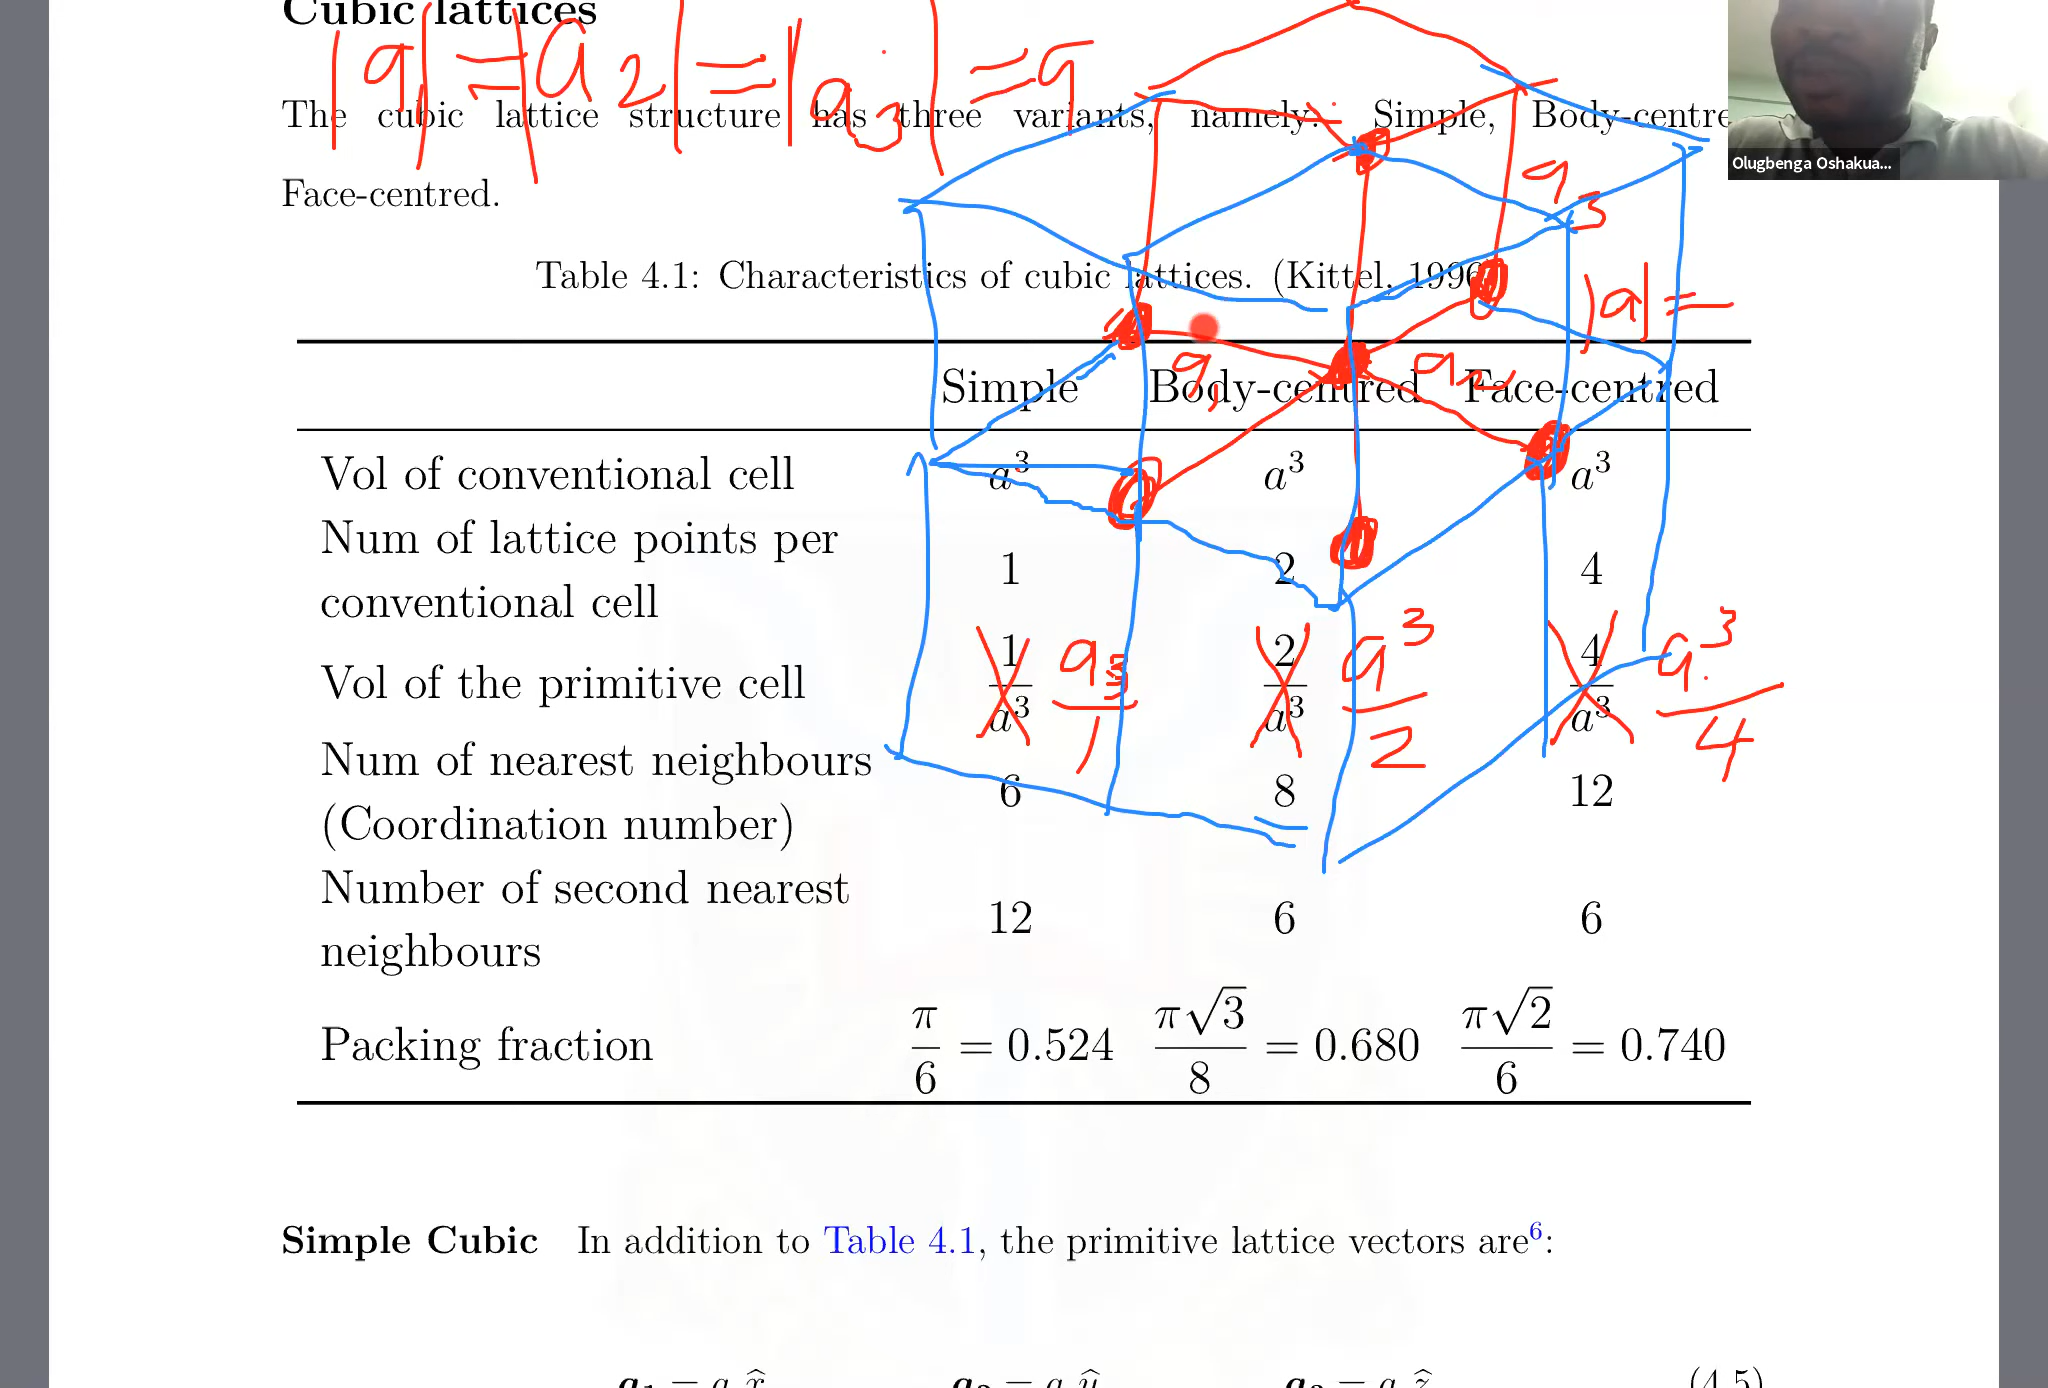 Cubic lattices
|a1| = |a2| = |a3| = a
The cubic lattice structure has three variants, namely: Simple, Body-centre
Face-centred.
a3
Olugbenga Oshakua...
Table 4.1: Characteristics of cubic lattices. (Kittel, 1996
|a| =
a1 a2
Simple Body-centred Face-centred
Vol of conventional cell a³ a³ a³
Num of lattice points per
conventional cell 1 2 4
Vol of the primitive cell 1/a³ a³/1 2/a³ a³/2 4/a³ a³/4
Num of nearest neighbours
(Coordination number) 6 8 12
Number of second nearest
neighbours 12 6 6
Packing fraction π/6 = 0.524 π√3/8 = 0.680 π√2/6 = 0.740
Simple Cubic In addition to Table 4.1, the primitive lattice vectors are⁶: